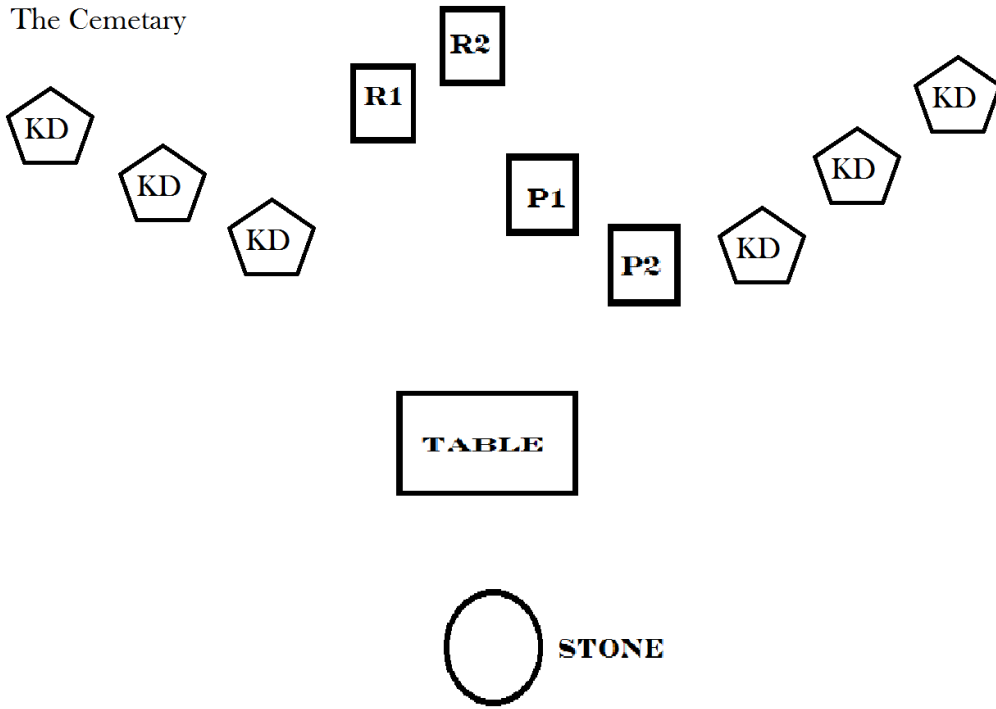 The Cemetary
R2
R1
KD
KD
KD
P1
P2
KD
KD
KD
TABLE
STONE